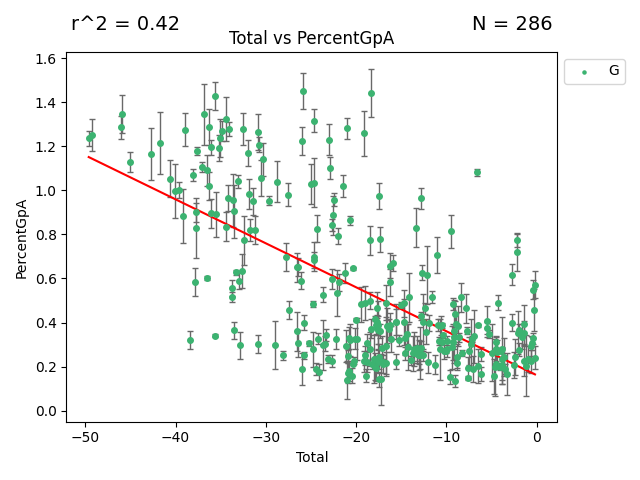 r^2 = 0.42
N = 286
Total vs PercentGpA
G
PercentGpA
1.6
1.4
1.2
1.0
0.8
0.6
0.4
0.2
0.0
−50
−40
−30
−20
−10
0
Total